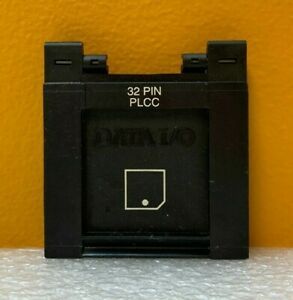 32 PIN
PLCC
DATA I/O